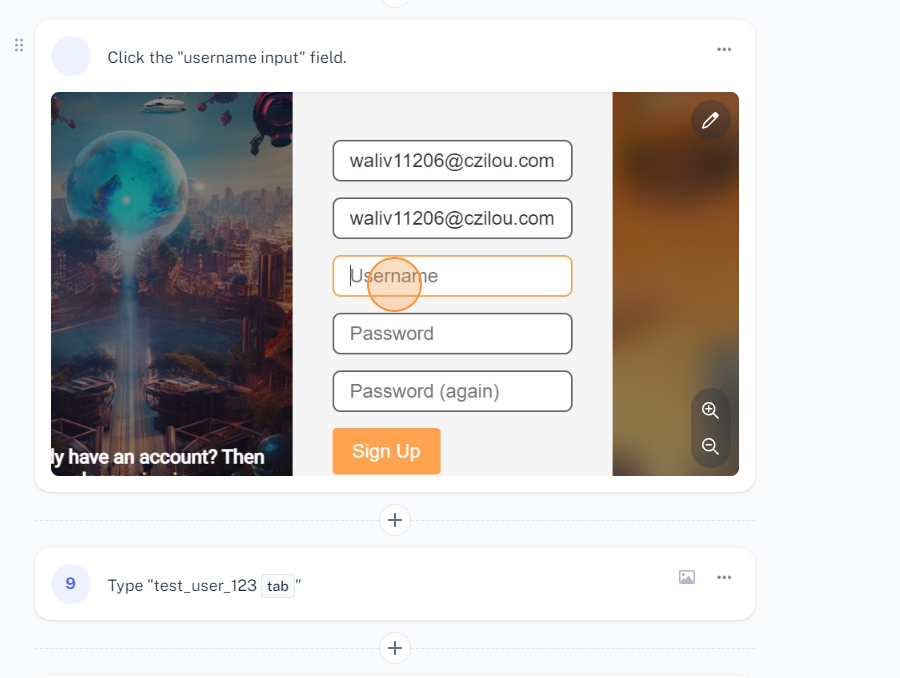 Click the "username input" field.
waliv11206@czilou.com
waliv11206@czilou.com
Username
Password
Password (again)
Sign Up
ly have an account? Then
9
Type "test_user_123 tab"